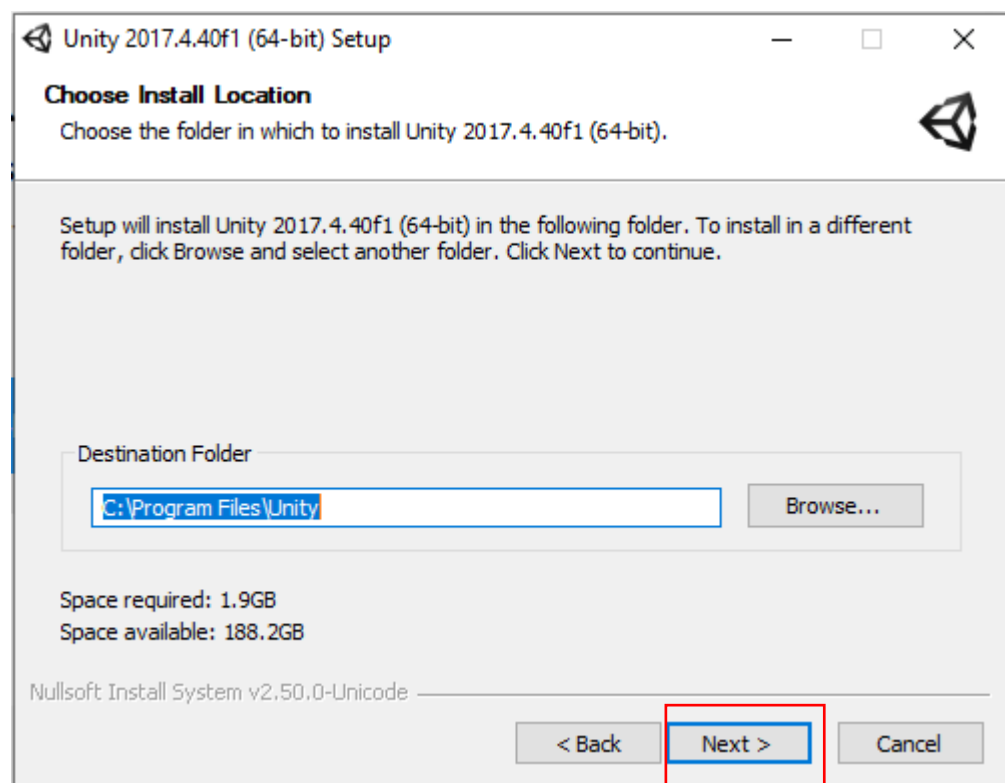 Unity 2017.4.40f1 (64-bit) Setup
Choose Install Location
Choose the folder in which to install Unity 2017.4.40f1 (64-bit).
Setup will install Unity 2017.4.40f1 (64-bit) in the following folder. To install in a different
folder, click Browse and select another folder. Click Next to continue.
Destination Folder
C:\Program Files\Unity
Browse...
Space required: 1.9GB
Space available: 188.2GB
Nullsoft Install System v2.50.0-Unicode
< Back
Next >
Cancel